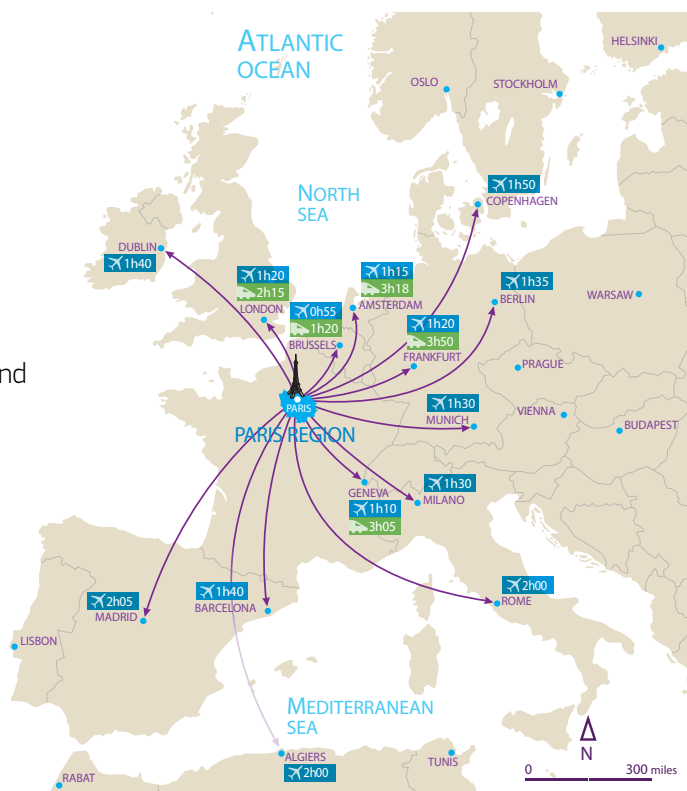 ATLANTIC
OCEAN
HELSINKI
OSLO
STOCKHOLM
NORTH
SEA
1h50
COPENHAGEN
DUBLIN
1h40
1h20
2h15
LONDON
1h15
3h18
AMSTERDAM
1h35
BERLIN
WARSAW
0h55
1h20
BRUSSELS
1h20
3h50
FRANKFURT
nd
PRAGUE
PARIS
PARIS REGION
1h30
MUNICH
VIENNA
BUDAPEST
GENEVA
1h10
3h05
1h30
MILANO
2h05
MADRID
1h40
BARCELONA
2h00
ROME
LISBON
MEDITERRANEAN
SEA
ALGIERS
2h00
TUNIS
RABAT
N
0 300 miles